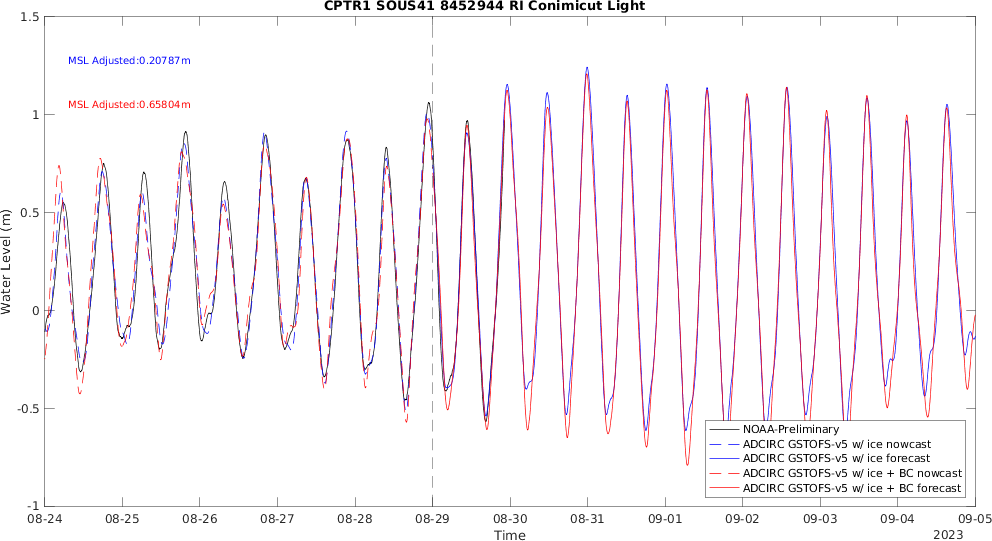 CPTR1 SOUS41 8452944 RI Conimicut Light
MSL Adjusted:0.20787m
MSL Adjusted:0.65804m
Water Level (m)
1.5
1
0.5
0
-0.5
-1
NOAA-Preliminary
ADCIRC GSTOFS-v5 w/ ice nowcast
ADCIRC GSTOFS-v5 w/ ice forecast
ADCIRC GSTOFS-v5 w/ ice + BC nowcast
ADCIRC GSTOFS-v5 w/ ice + BC forecast
08-24 08-25 08-26 08-27 08-28 08-29 08-30 08-31 09-01 09-02 09-03 09-04 09-05
Time
2023